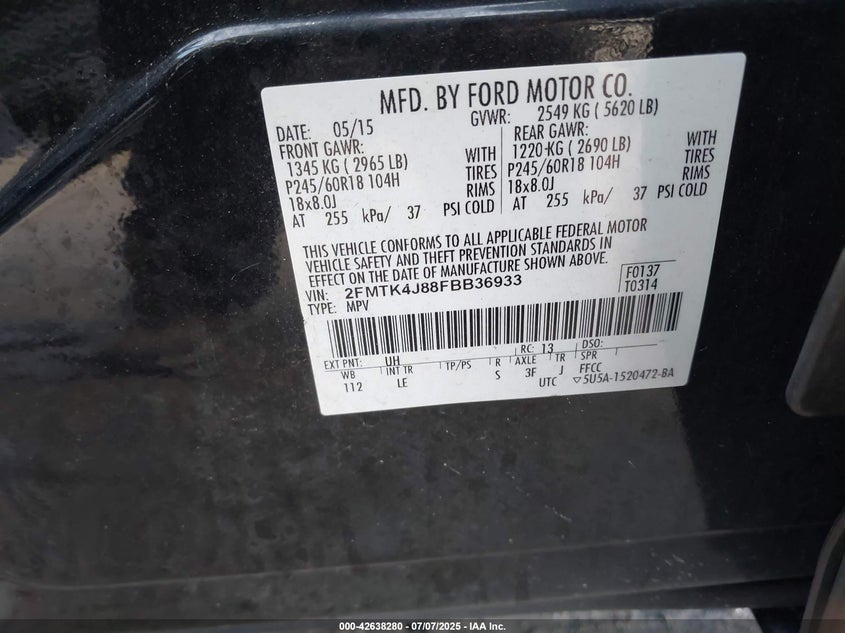 MFD. BY FORD MOTOR CO.
DATE: 05/15 GVWR: 2549 KG ( 5620 LB)
FRONT GAWR: REAR GAWR:
1345 KG ( 2965 LB) WITH 1220 KG ( 2690 LB) WITH
P245/60R18 104H TIRES P245/60R18 104H TIRES
18x8.0J RIMS 18x8.0J RIMS
AT 255 kPa/ 37 PSI COLD AT 255 kPa/ 37 PSI COLD
THIS VEHICLE CONFORMS TO ALL APPLICABLE FEDERAL MOTOR
VEHICLE SAFETY AND THEFT PREVENTION STANDARDS IN
EFFECT ON THE DATE OF MANUFACTURE SHOWN ABOVE.
VIN: 2FMTK4J88FBB36933 F0137
TYPE: MPV T0314
EXT PNT: UH RC: 13 DSO:
WB INT TR TP/PS R AXLE TR SPR
112 LE S 3F J FFCC
UTC ▽5U5A-1520472-BA
000-42638280 - 07/07/2025 - IAA Inc.